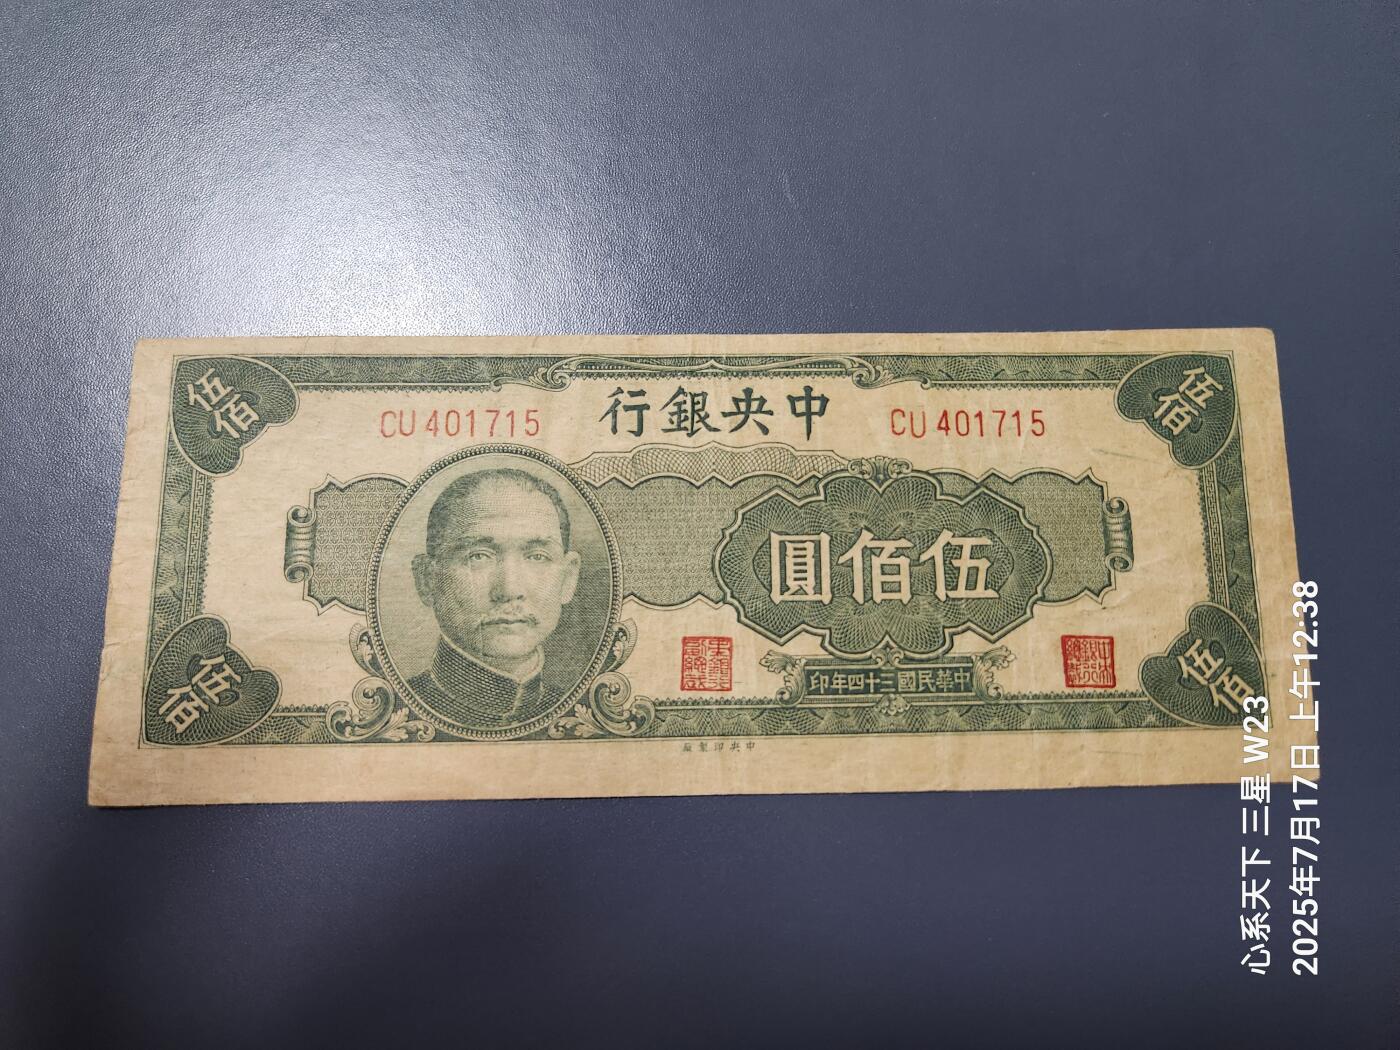 中央銀行
CU 401715
CU 401715
伍佰
伍佰
伍佰圓
中華民國三十四年印
伍佰
伍佰
中央印製廠
心系天下 三星 W23
2025年7月17日 上午12:38